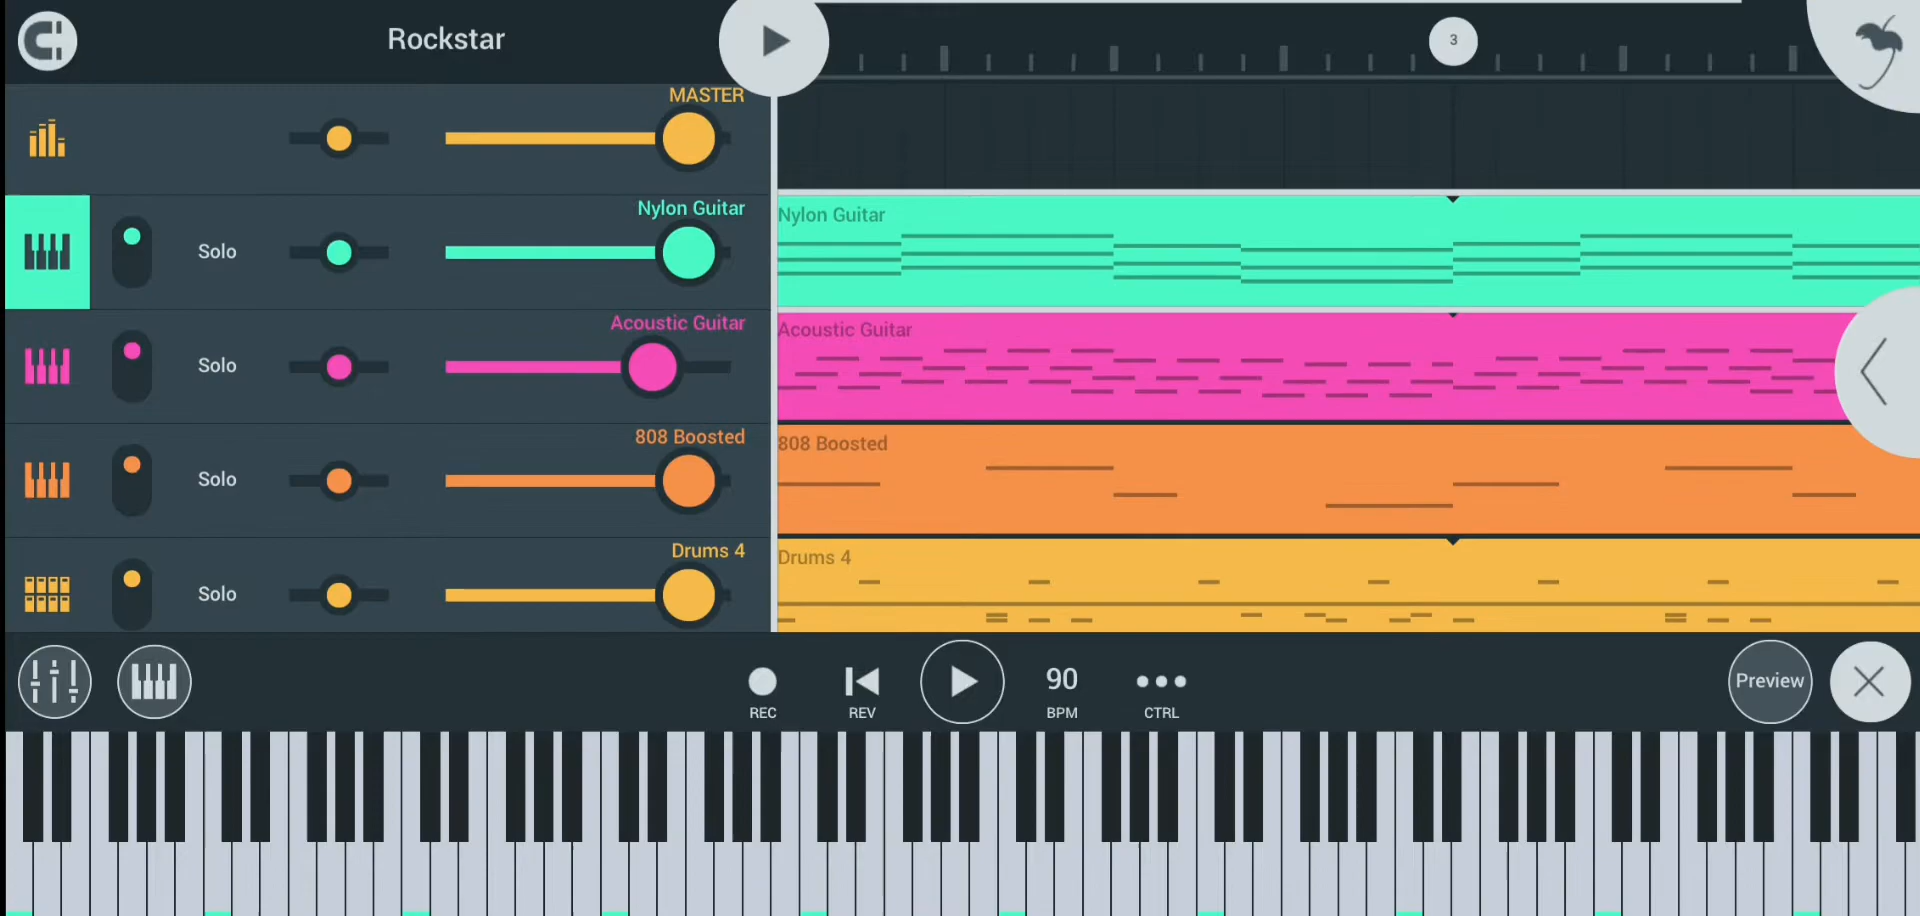 Rockstar
3
MASTER
Nylon Guitar
Solo
Nylon Guitar
Acoustic Guitar
Solo
Acoustic Guitar
808 Boosted
Solo
808 Boosted
Drums 4
Solo
Drums 4
90
Preview
REC
REV
BPM
CTRL